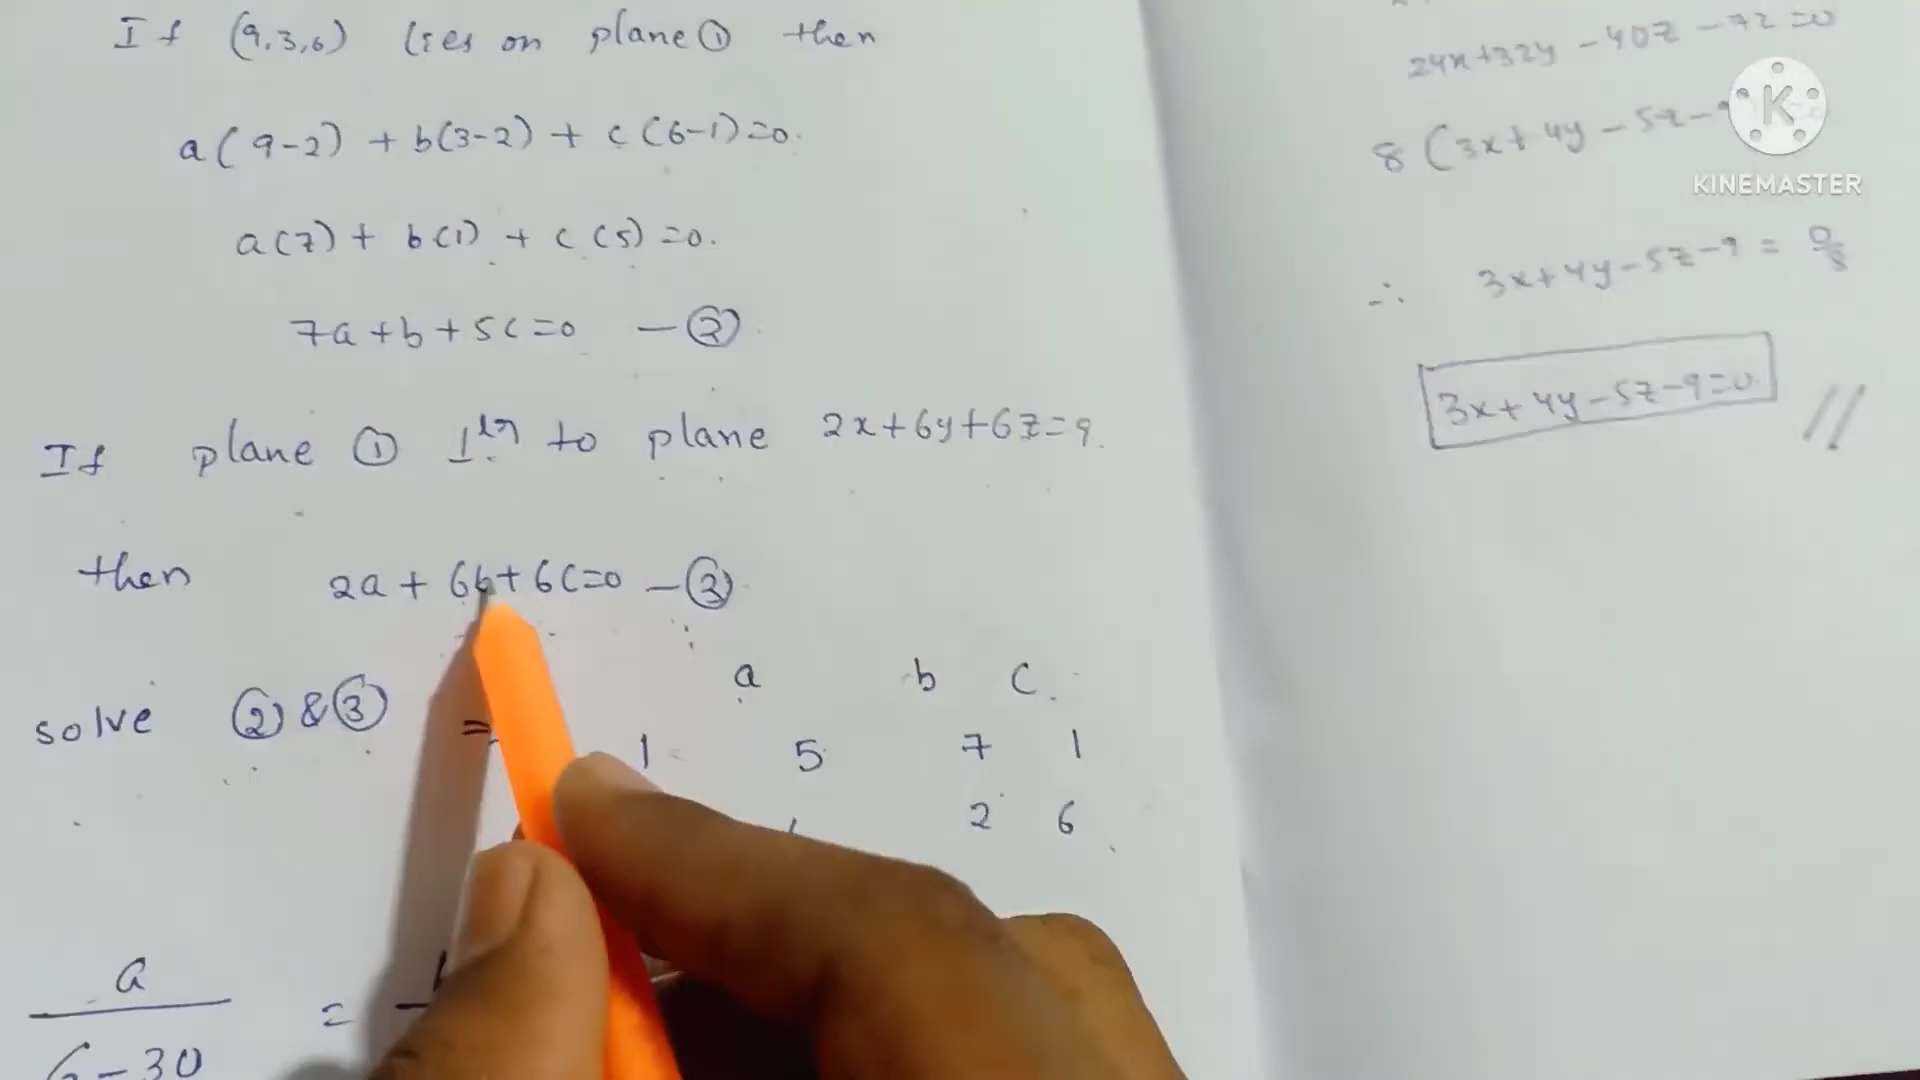 If (9,3,6) lies on plane ① then
a(9-2) + b(3-2) + c(6-1)=0.
a(7) + b(1) + c(5)=0.
7a+b+5c=0 — ②
If plane ① ⊥lr to plane 2x+6y+6z=9.
then 2a + 6b+ 6c=0 — ③
solve ② & ③ =
a b c
1 5 7 1
2 6
a =
6-30
24x+32y-40z-72=0
8(3x+4y-5z-
KINEMASTER
∴ 3x+4y-5z-9 = 0/8
3x+4y-5z-9=0 //